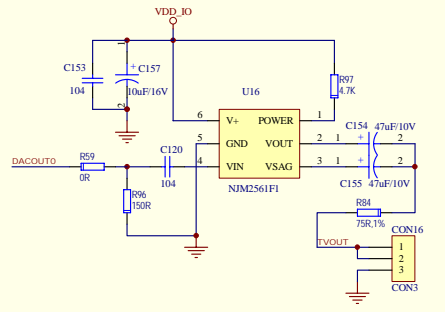 VDD_IO
1
C153
104
+
C157
10uF/16V
2
U16
R97
4.7K
6
V+
POWER
1
5
GND
VOUT
2
1
C154
47uF/10V
+
2
4
VIN
VSAG
3
1
+
2
C155
47uF/10V
NJM2561F1
DACOUT0
R59
0R
C120
104
R96
150R
R84
75R,1%
TVOUT
CON16
1
2
3
CON3